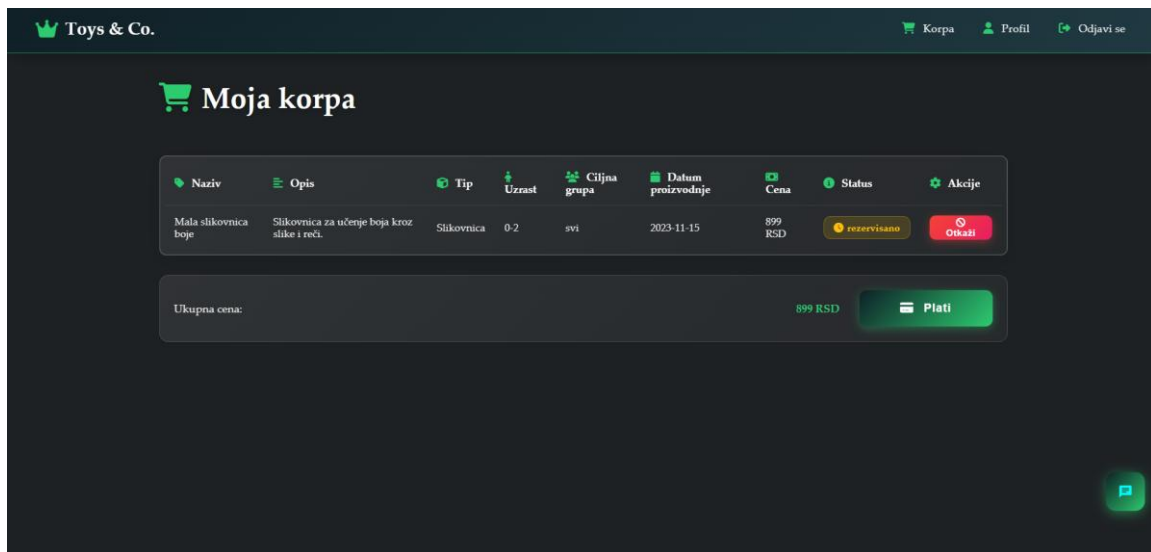 Toys & Co.
Korpa
Profil
Odjavi se
Moja korpa
Naziv
Opis
Tip
Uzrast
Ciljna
grupa
Datum
proizvodnje
Cena
Status
Akcije
Mala slikovnica
boje
Slikovnica za učenje boja kroz
slike i reči.
Slikovnica
0-2
svi
2023-11-15
899
RSD
rezervisano
Otkaži
Ukupna cena:
899 RSD
Plati